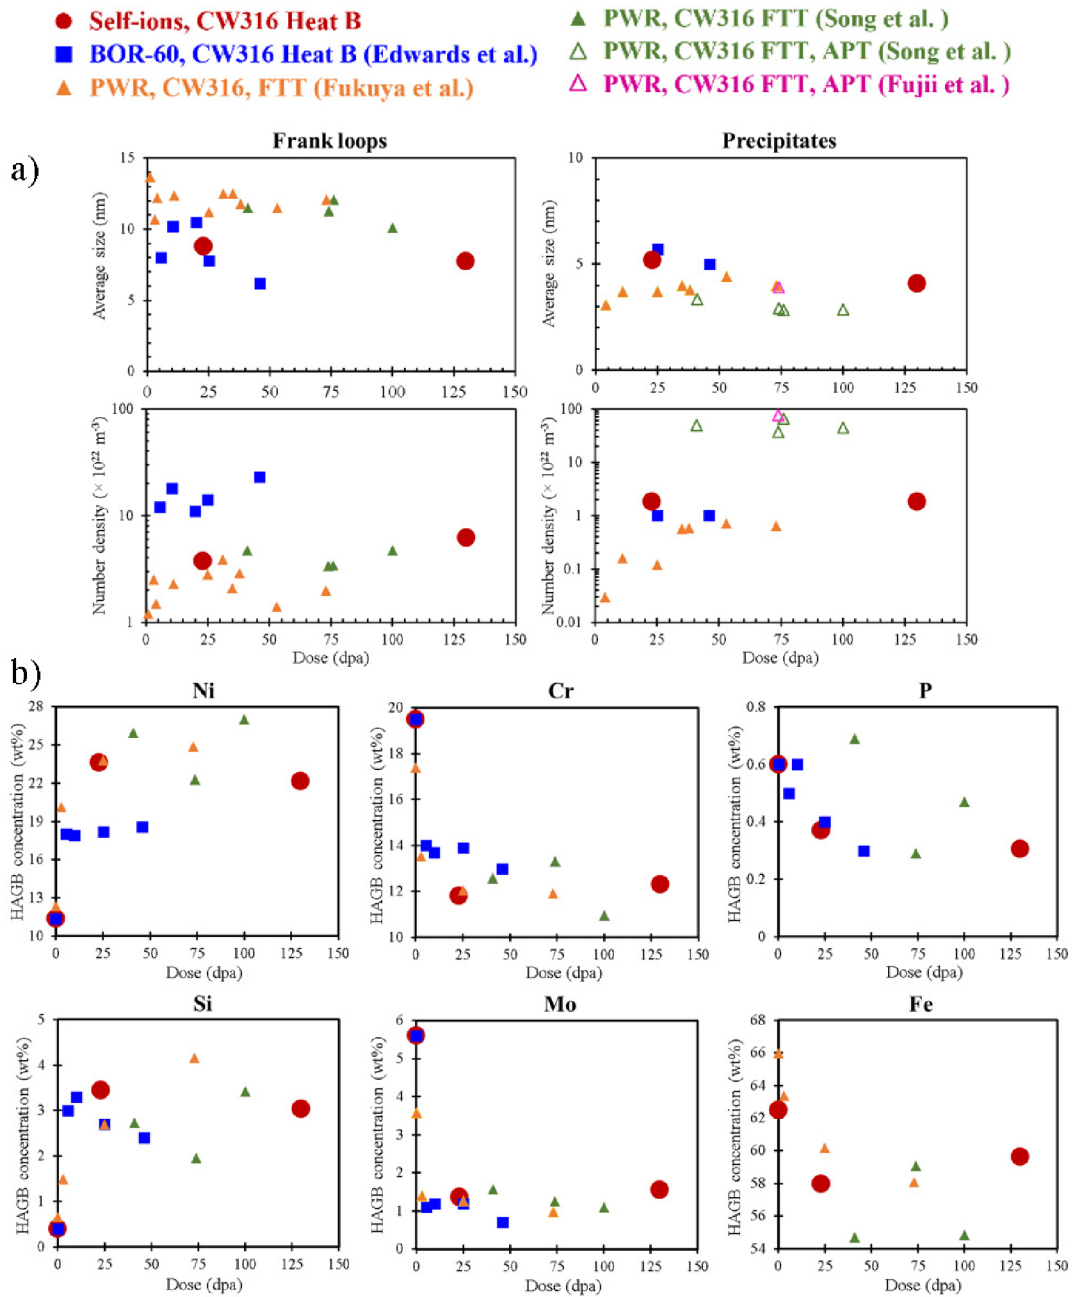 Self-ions, CW316 Heat B
BOR-60, CW316 Heat B (Edwards et al.)
PWR, CW316, FTT (Fukuya et al.)
PWR, CW316 FTT (Song et al. )
PWR, CW316 FTT, APT (Song et al. )
PWR, CW316 FTT, APT (Fujii et al. )
a)
Frank loops
Average size (nm)
15
10
5
0
0 25 50 75 100 125 150
Precipitates
Average size (nm)
10
5
0
0 25 50 75 100 125 150
Number density (× 10²² m⁻³)
100
10
1
0 25 50 75 100 125 150
Dose (dpa)
Number density (× 10²² m⁻³)
100
10
1
0.1
0.01
0 25 50 75 100 125 150
Dose (dpa)
b)
Ni
HAGB concentration (wt%)
28
25
22
19
16
13
10
0 25 50 75 100 125 150
Dose (dpa)
Cr
HAGB concentration (wt%)
20
18
16
14
12
10
0 25 50 75 100 125 150
Dose (dpa)
P
HAGB concentration (wt%)
0.8
0.6
0.4
0.2
0
0 25 50 75 100 125 150
Dose (dpa)
Si
HAGB concentration (wt%)
5
4
3
2
1
0
0 25 50 75 100 125 150
Dose (dpa)
Mo
HAGB concentration (wt%)
6
5
4
3
2
1
0
0 25 50 75 100 125 150
Dose (dpa)
Fe
HAGB concentration (wt%)
68
66
64
62
60
58
56
54
0 25 50 75 100 125 150
Dose (dpa)